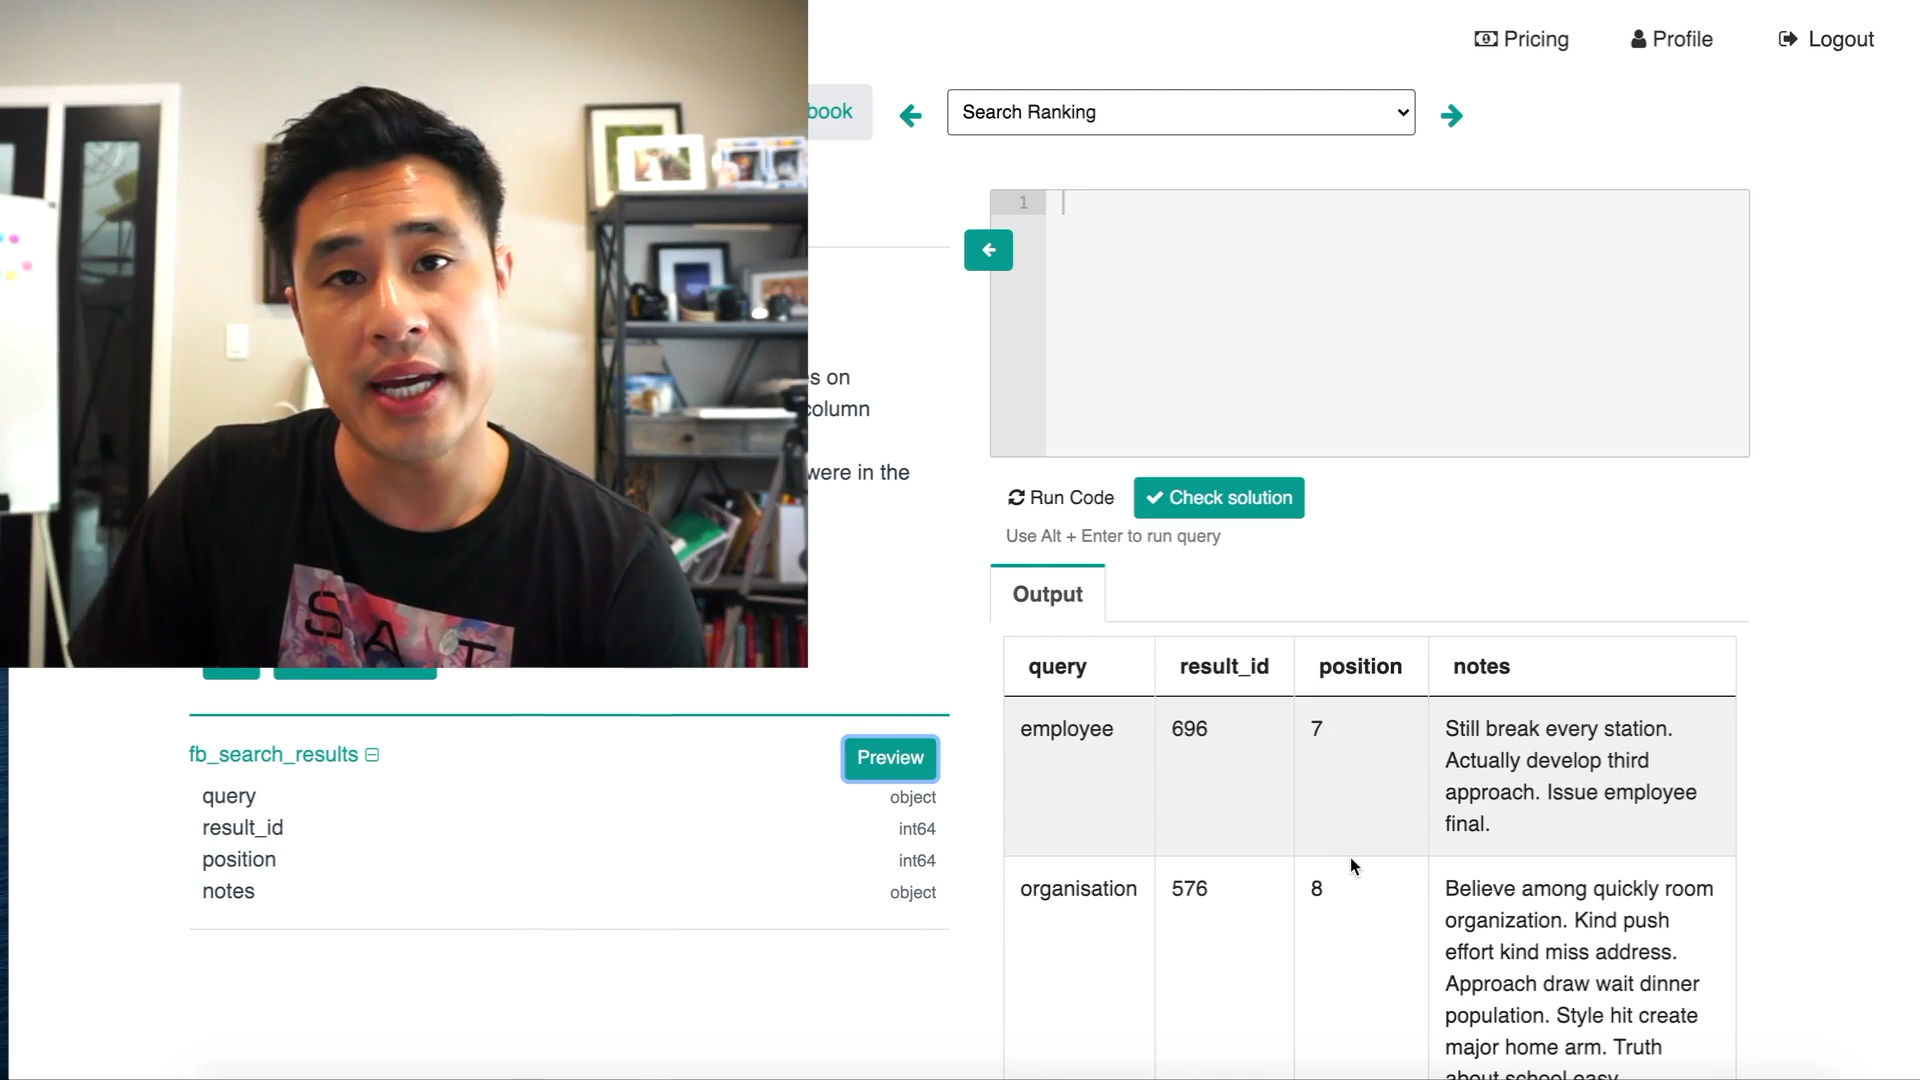 Pricing
Profile
Logout
book
Search Ranking
1
s on
column
were in the
Run Code
Check solution
Use Alt + Enter to run query
Output
SAT
fb_search_results
Preview
query object
result_id int64
position int64
notes object
query result_id position notes
employee 696 7 Still break every station.
Actually develop third
approach. Issue employee
final.
organisation 576 8 Believe among quickly room
organization. Kind push
effort kind miss address.
Approach draw wait dinner
population. Style hit create
major home arm. Truth
about school easy